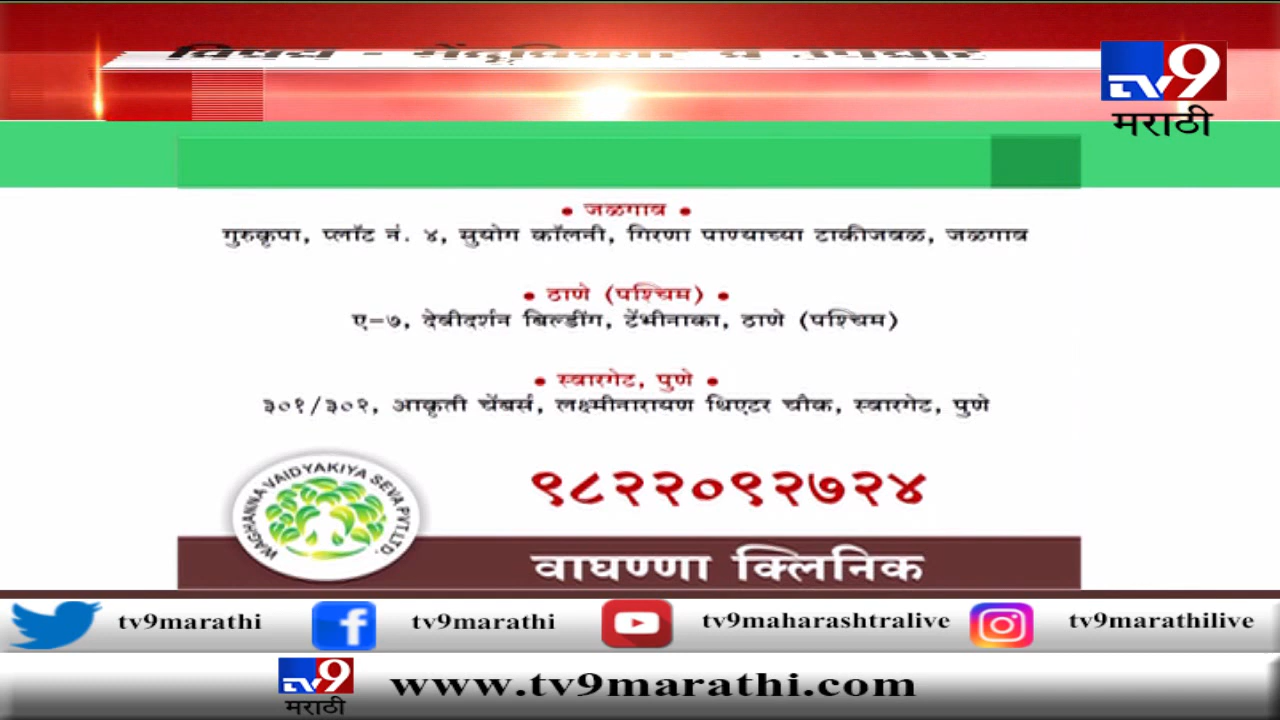 TV9
मराठी
• जळगाव •
गुरुकृपा, प्लॉट नं. ४, सुयोग कॉलनी, गिरणा पाण्याच्या टाकीजवळ, जळगाव
• ठाणे (पश्चिम) •
ए-७, देवीदर्शन बिल्डींग, टेंभीनाका, ठाणे (पश्चिम)
• स्वारगेट, पुणे •
३०१/३०२, आकृती चेंबर्स, लक्ष्मीनारायण थिएटर चौक, स्वारगेट, पुणे
WAGHANNA VAIDYAKIYA SEVA PVT.LTD.
९८२२०९२७२४
वाघण्णा क्लिनिक
tv9marathi tv9marathi tv9maharashtralive tv9marathilive
TV9
मराठी
www.tv9marathi.com